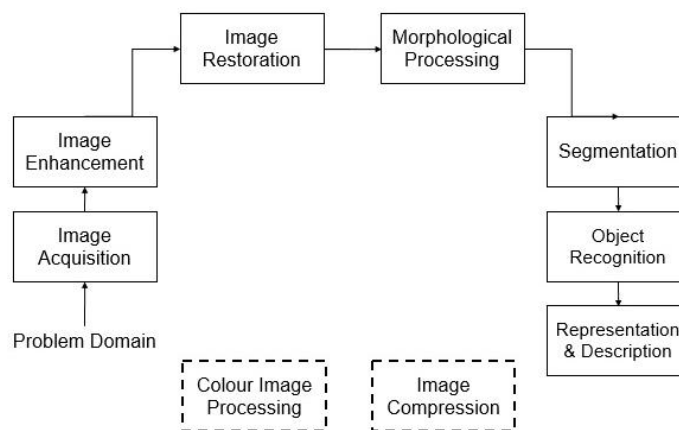 Image
Restoration
Morphological
Processing
Image
Enhancement
Segmentation
Image
Acquisition
Object
Recognition
Problem Domain
Representation
& Description
Colour Image
Processing
Image
Compression